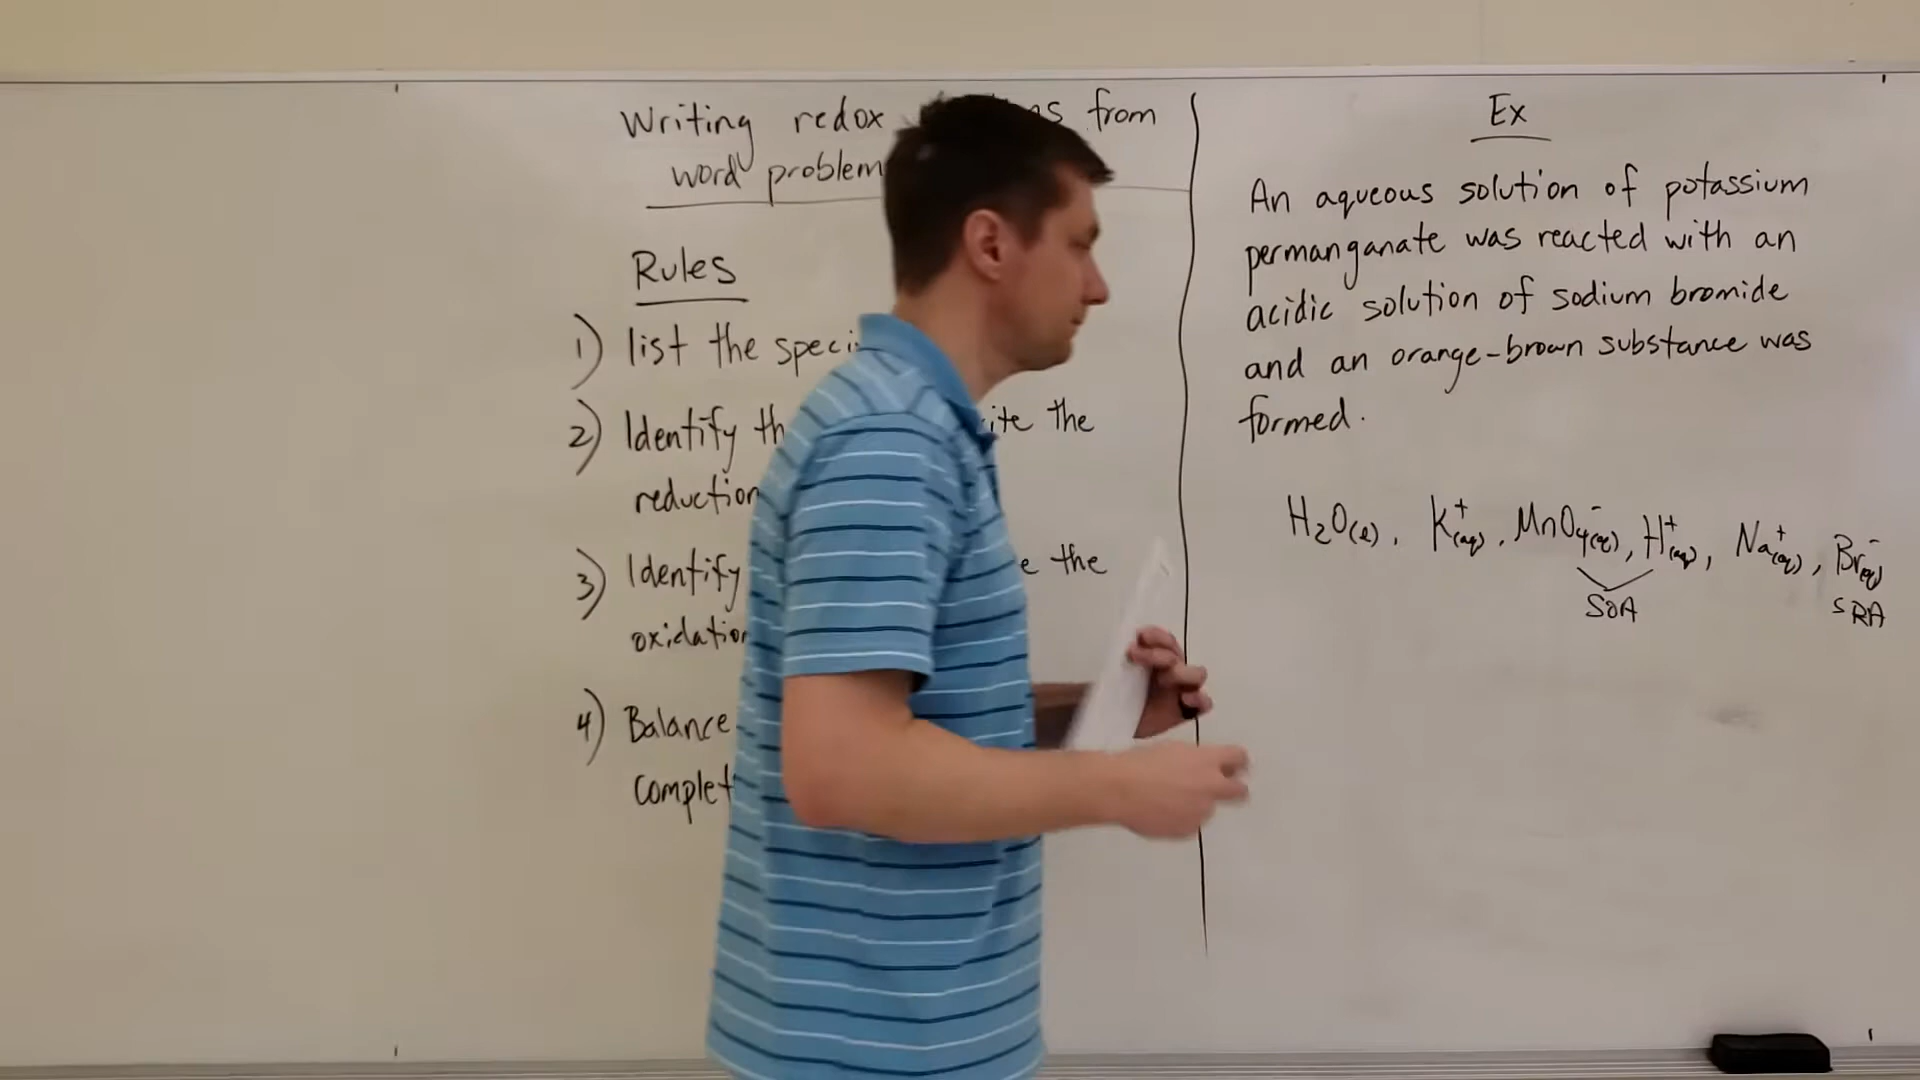 Writing redox from
word problem
Rules
1) list the speci
2) Identify th ite the
reduction
3) Identify e the
oxidation
4) Balance
complet
Ex
An aqueous solution of potassium
permanganate was reacted with an
acidic solution of sodium bromide
and an orange-brown substance was
formed.
H₂O(l), K⁺(aq), MnO₄⁻(aq), H⁺(aq), Na⁺(aq), Br⁻(aq)
SOA SRA